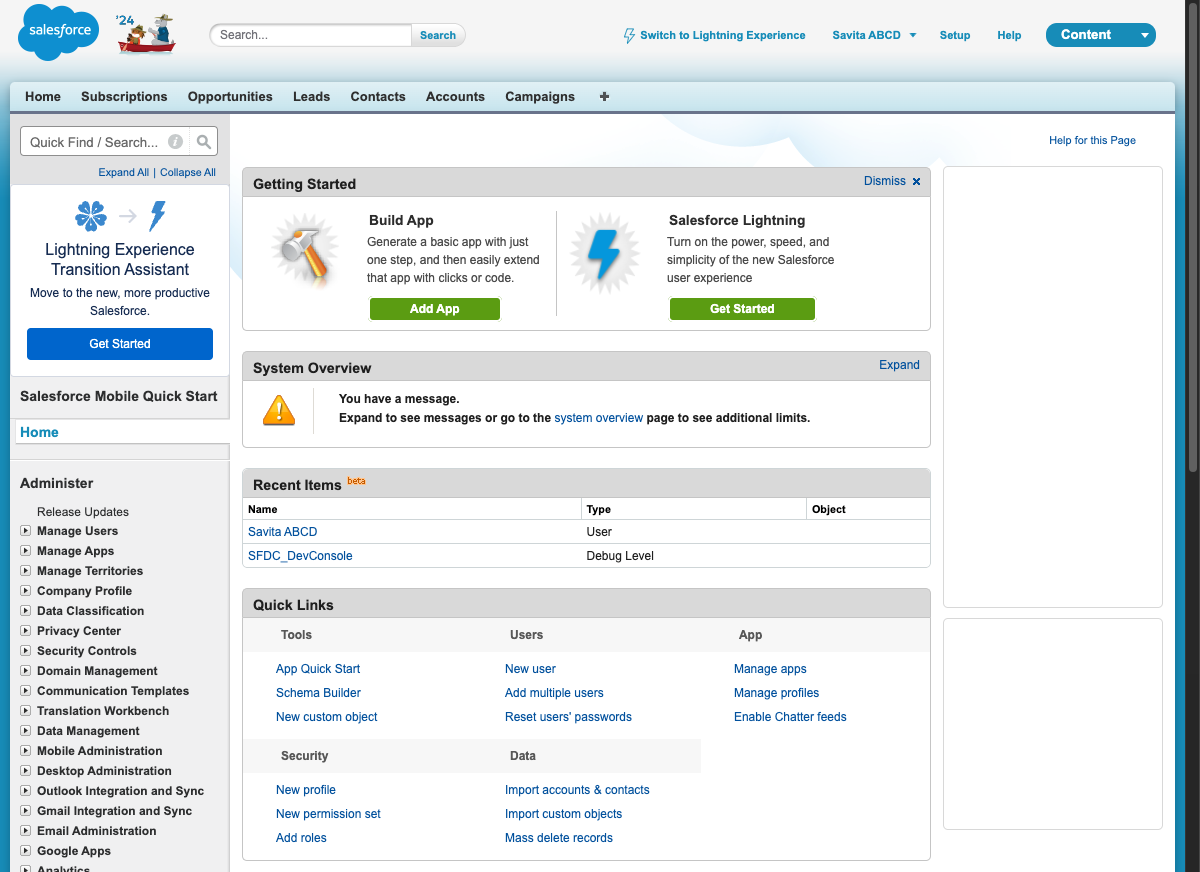 salesforce
'24
Search...
Search
Switch to Lightning Experience
Savita ABCD
Setup
Help
Content
Home
Subscriptions
Opportunities
Leads
Contacts
Accounts
Campaigns
Quick Find / Search...
Expand All | Collapse All
Lightning Experience
Transition Assistant
Move to the new, more productive
Salesforce.
Get Started
Salesforce Mobile Quick Start
Home
Administer
Release Updates
Manage Users
Manage Apps
Manage Territories
Company Profile
Data Classification
Privacy Center
Security Controls
Domain Management
Communication Templates
Translation Workbench
Data Management
Mobile Administration
Desktop Administration
Outlook Integration and Sync
Gmail Integration and Sync
Email Administration
Google Apps
Analytics
Help for this Page
Getting Started
Dismiss
Build App
Generate a basic app with just
one step, and then easily extend
that app with clicks or code.
Add App
Salesforce Lightning
Turn on the power, speed, and
simplicity of the new Salesforce
user experience
Get Started
System Overview
Expand
You have a message.
Expand to see messages or go to the system overview page to see additional limits.
Recent Items beta
Name Type Object
Savita ABCD User
SFDC_DevConsole Debug Level
Quick Links
Tools Users App
App Quick Start New user Manage apps
Schema Builder Add multiple users Manage profiles
New custom object Reset users' passwords Enable Chatter feeds
Security Data
New profile Import accounts & contacts
New permission set Import custom objects
Add roles Mass delete records